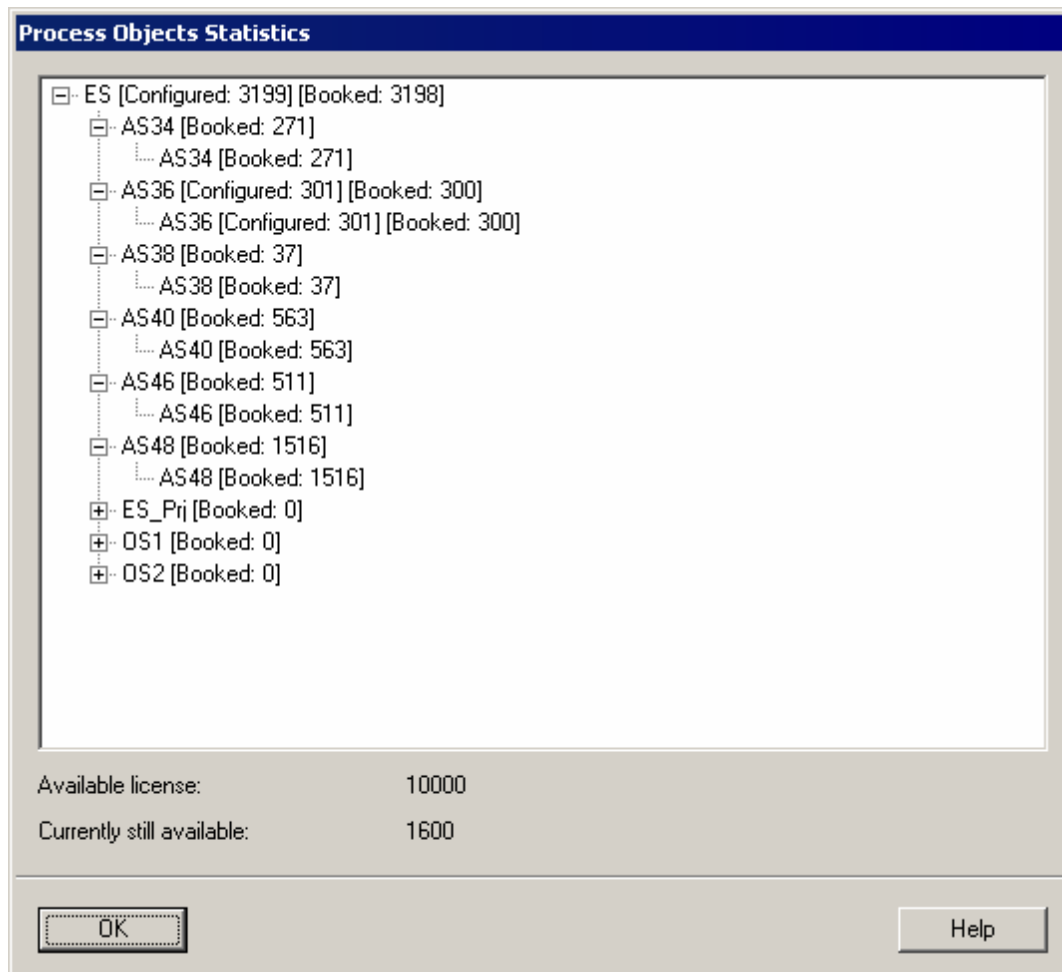 Process Objects Statistics
ES [Configured: 3199] [Booked: 3198]
AS34 [Booked: 271]
AS34 [Booked: 271]
AS36 [Configured: 301] [Booked: 300]
AS36 [Configured: 301] [Booked: 300]
AS38 [Booked: 37]
AS38 [Booked: 37]
AS40 [Booked: 563]
AS40 [Booked: 563]
AS46 [Booked: 511]
AS46 [Booked: 511]
AS48 [Booked: 1516]
AS48 [Booked: 1516]
ES_Prj [Booked: 0]
OS1 [Booked: 0]
OS2 [Booked: 0]
Available license: 10000
Currently still available: 1600
OK Help